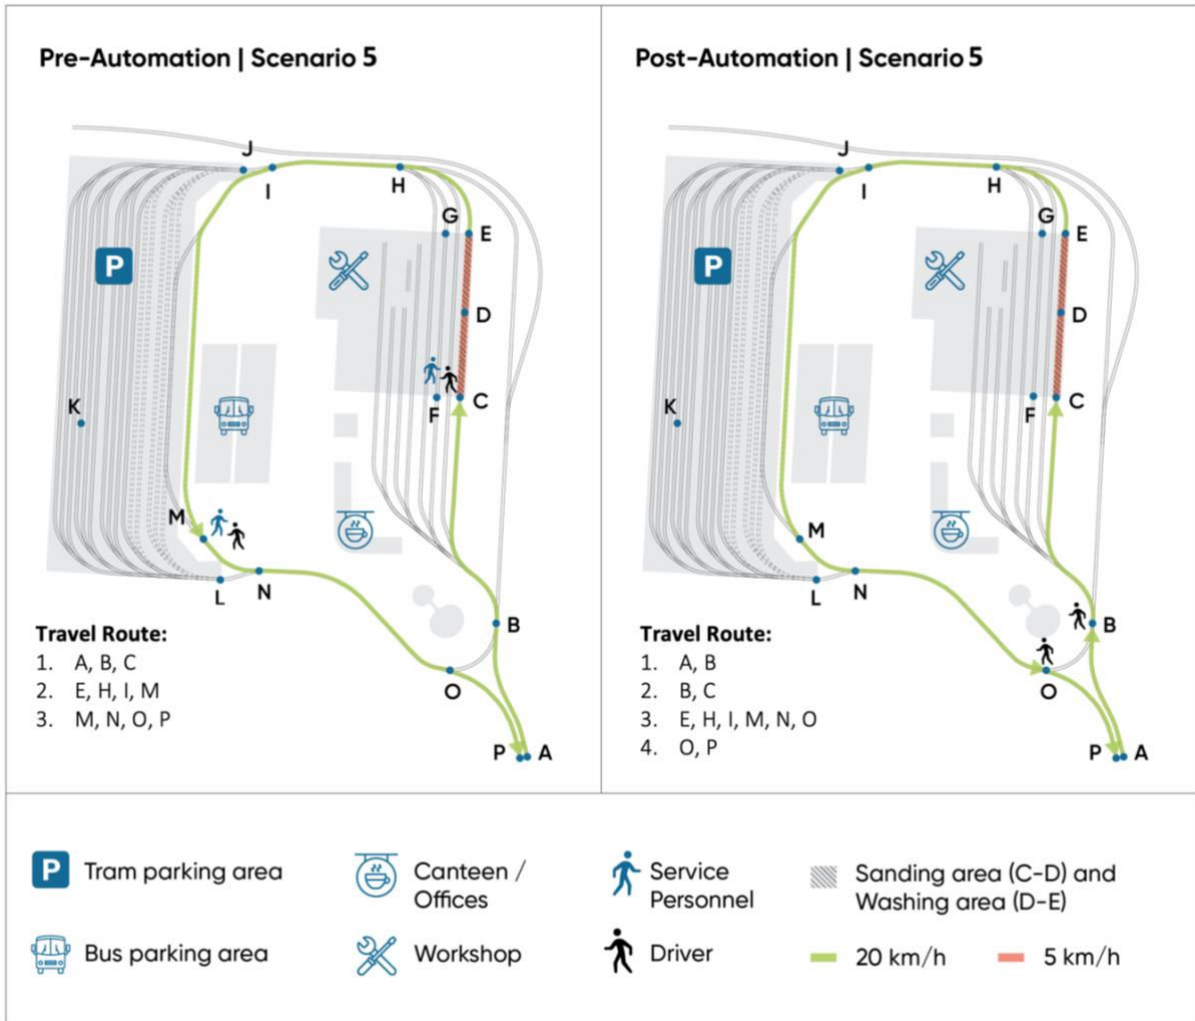 Pre-Automation | Scenario 5
J
I
H
G
E
P
D
K
F
C
M
L
N
B
O
P
A
Travel Route:
1. A, B, C
2. E, H, I, M
3. M, N, O, P
Post-Automation | Scenario 5
J
I
H
G
E
P
D
K
F
C
M
L
N
B
O
P
A
Travel Route:
1. A, B
2. B, C
3. E, H, I, M, N, O
4. O, P
P
Tram parking area
Canteen /
Offices
Service
Personnel
Sanding area (C-D) and
Washing area (D-E)
Bus parking area
Workshop
Driver
20 km/h
5 km/h